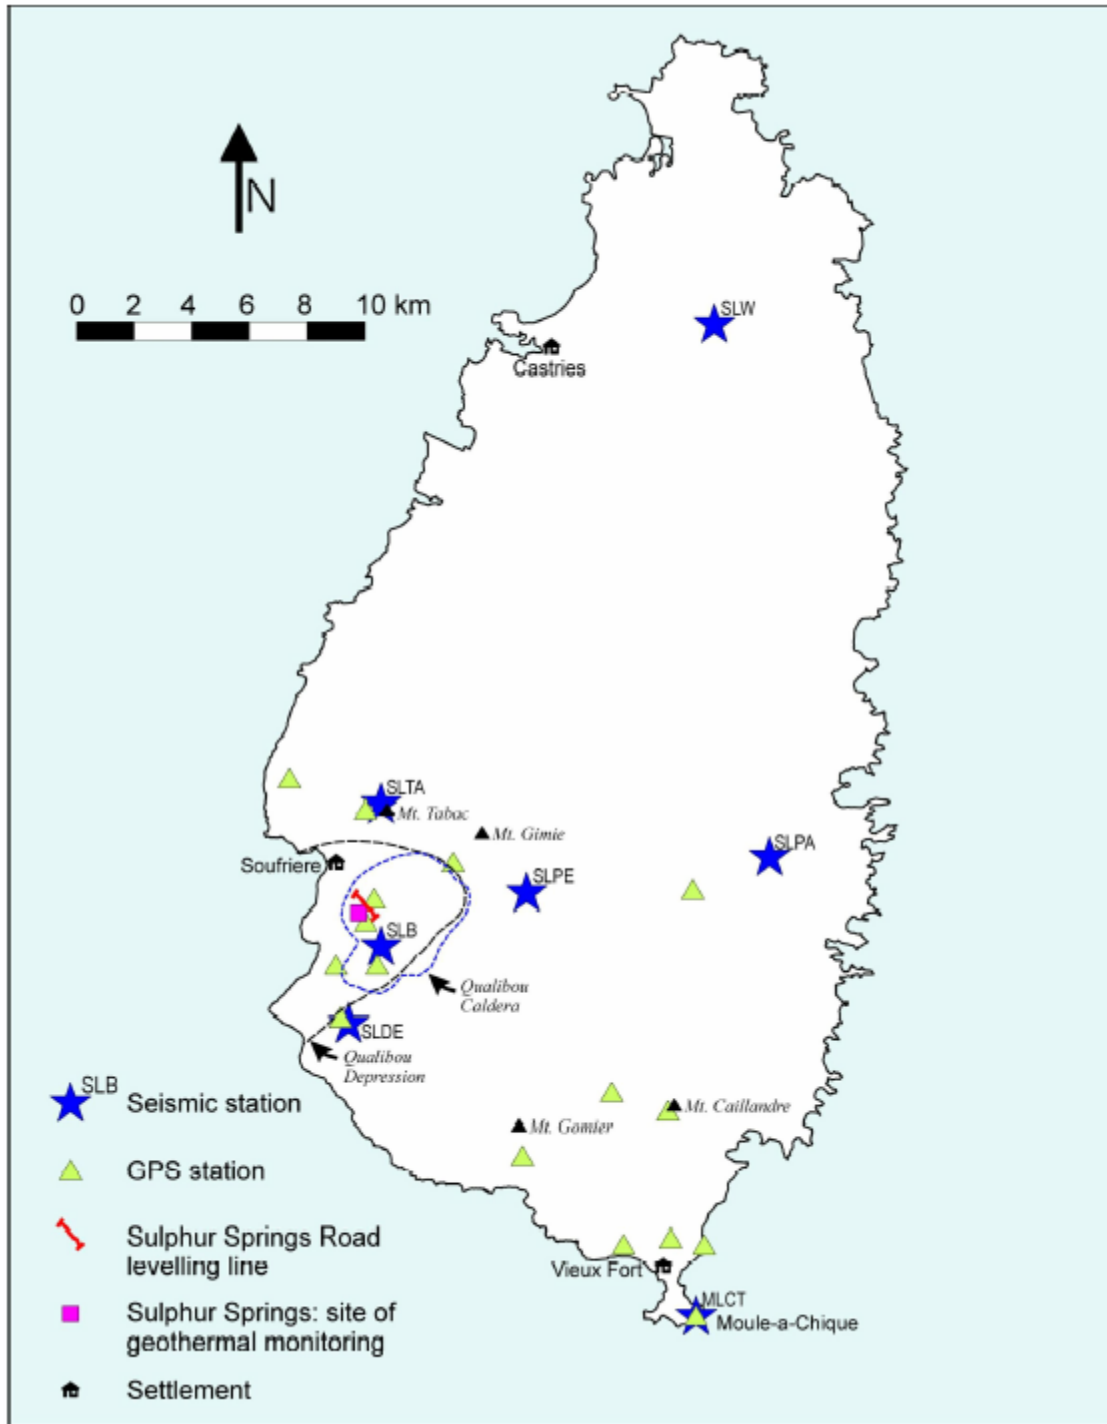 N
0 2 4 6 8 10 km
SLW
Castries
SLTA
Mt. Tabac
Mt. Gimie
SLPA
Soufriere
SLPE
SLB
Qualibou
Caldera
SLDE
Qualibou
Depression
Mt. Caillandre
Mt. Gomier
Vieux Fort
MLCT
Moule-a-Chique
SLB
Seismic station
GPS station
Sulphur Springs Road
levelling line
Sulphur Springs: site of
geothermal monitoring
Settlement